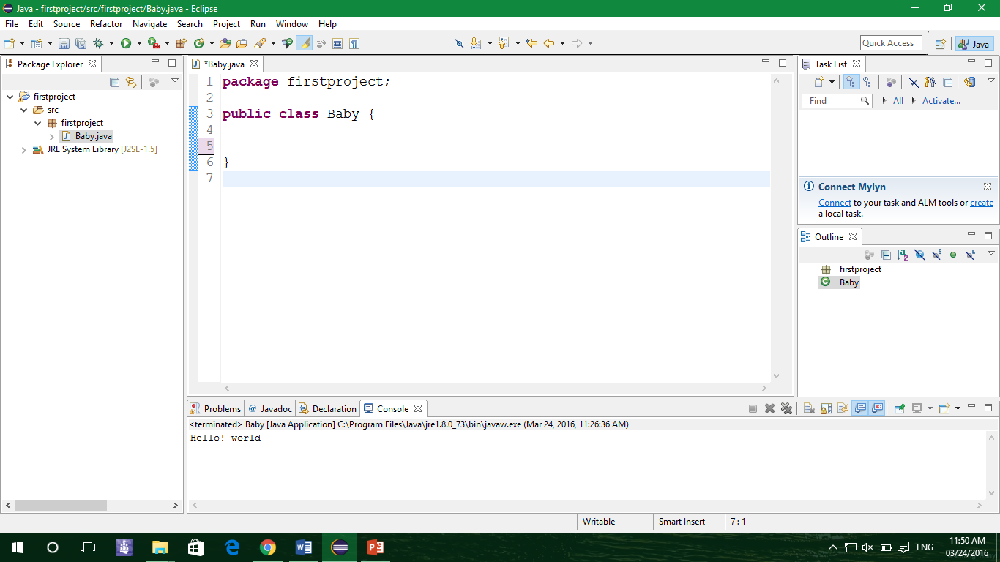 Java - firstproject/src/firstproject/Baby.java - Eclipse
File Edit Source Refactor Navigate Search Project Run Window Help
Quick Access
Java
Package Explorer
firstproject
src
firstproject
Baby.java
JRE System Library [J2SE-1.5]
*Baby.java
1 package firstproject;
2
3 public class Baby {
4
5
6 }
7
Task List
Find All Activate...
Connect Mylyn
Connect to your task and ALM tools or create
a local task.
Outline
firstproject
Baby
Problems @ Javadoc Declaration Console
<terminated> Baby [Java Application] C:\Program Files\Java\jre1.8.0_73\bin\javaw.exe (Mar 24, 2016, 11:26:36 AM)
Hello! world
Writable Smart Insert 7 : 1
ENG
11:50 AM
03/24/2016